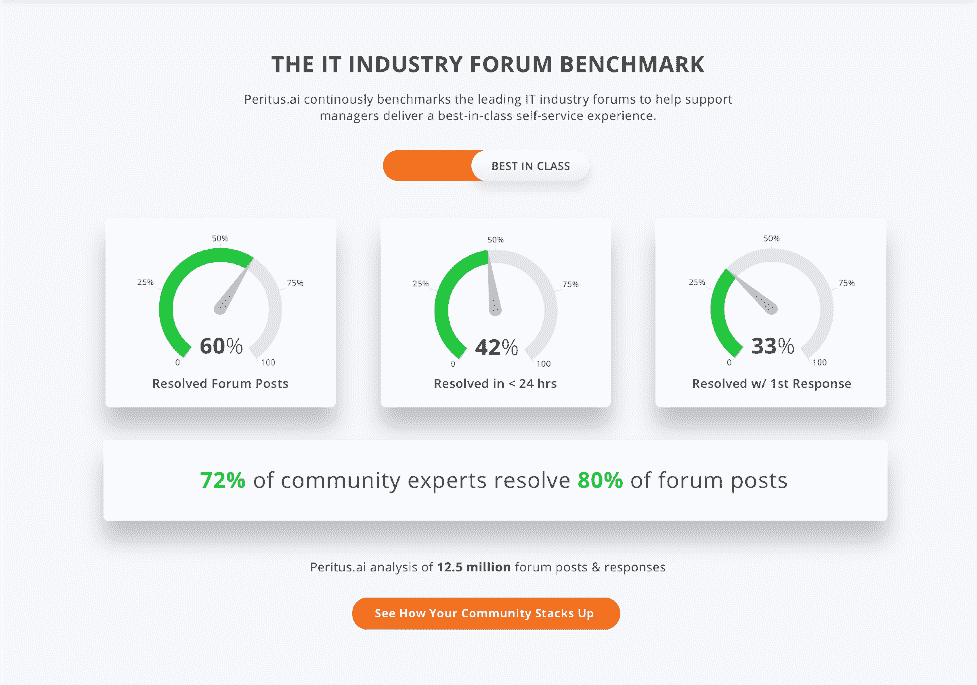 THE IT INDUSTRY FORUM BENCHMARK
Peritus.ai continously benchmarks the leading IT industry forums to help support
managers deliver a best-in-class self-service experience.
BEST IN CLASS
50%
25%
75%
60%
0
100
Resolved Forum Posts
50%
25%
75%
42%
0
100
Resolved in < 24 hrs
50%
25%
75%
33%
0
100
Resolved w/ 1st Response
72% of community experts resolve 80% of forum posts
Peritus.ai analysis of 12.5 million forum posts & responses
See How Your Community Stacks Up